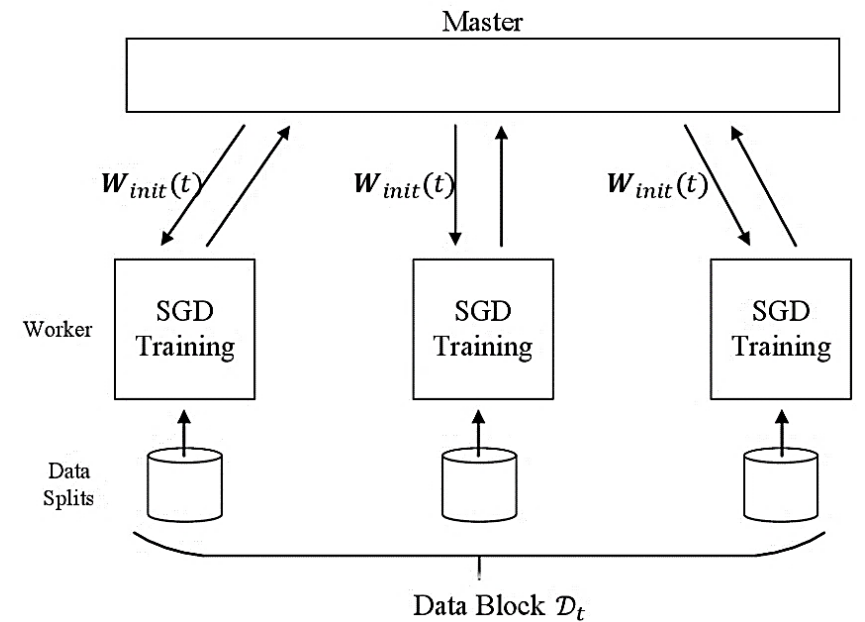 Master
W_init(t) W_init(t) W_init(t)
SGD SGD SGD
Worker
Training Training Training
Data
Splits
Data Block 𝒟_t